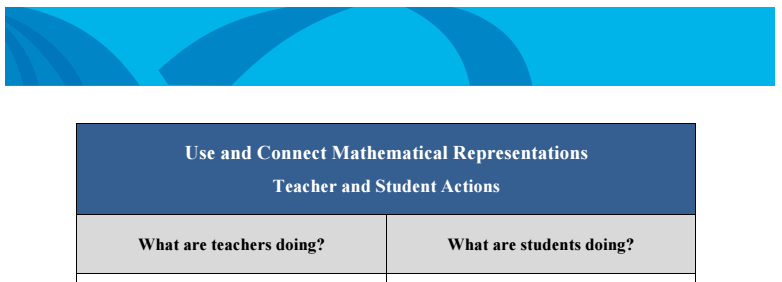 Use and Connect Mathematical Representations
Teacher and Student Actions
What are teachers doing?
What are students doing?